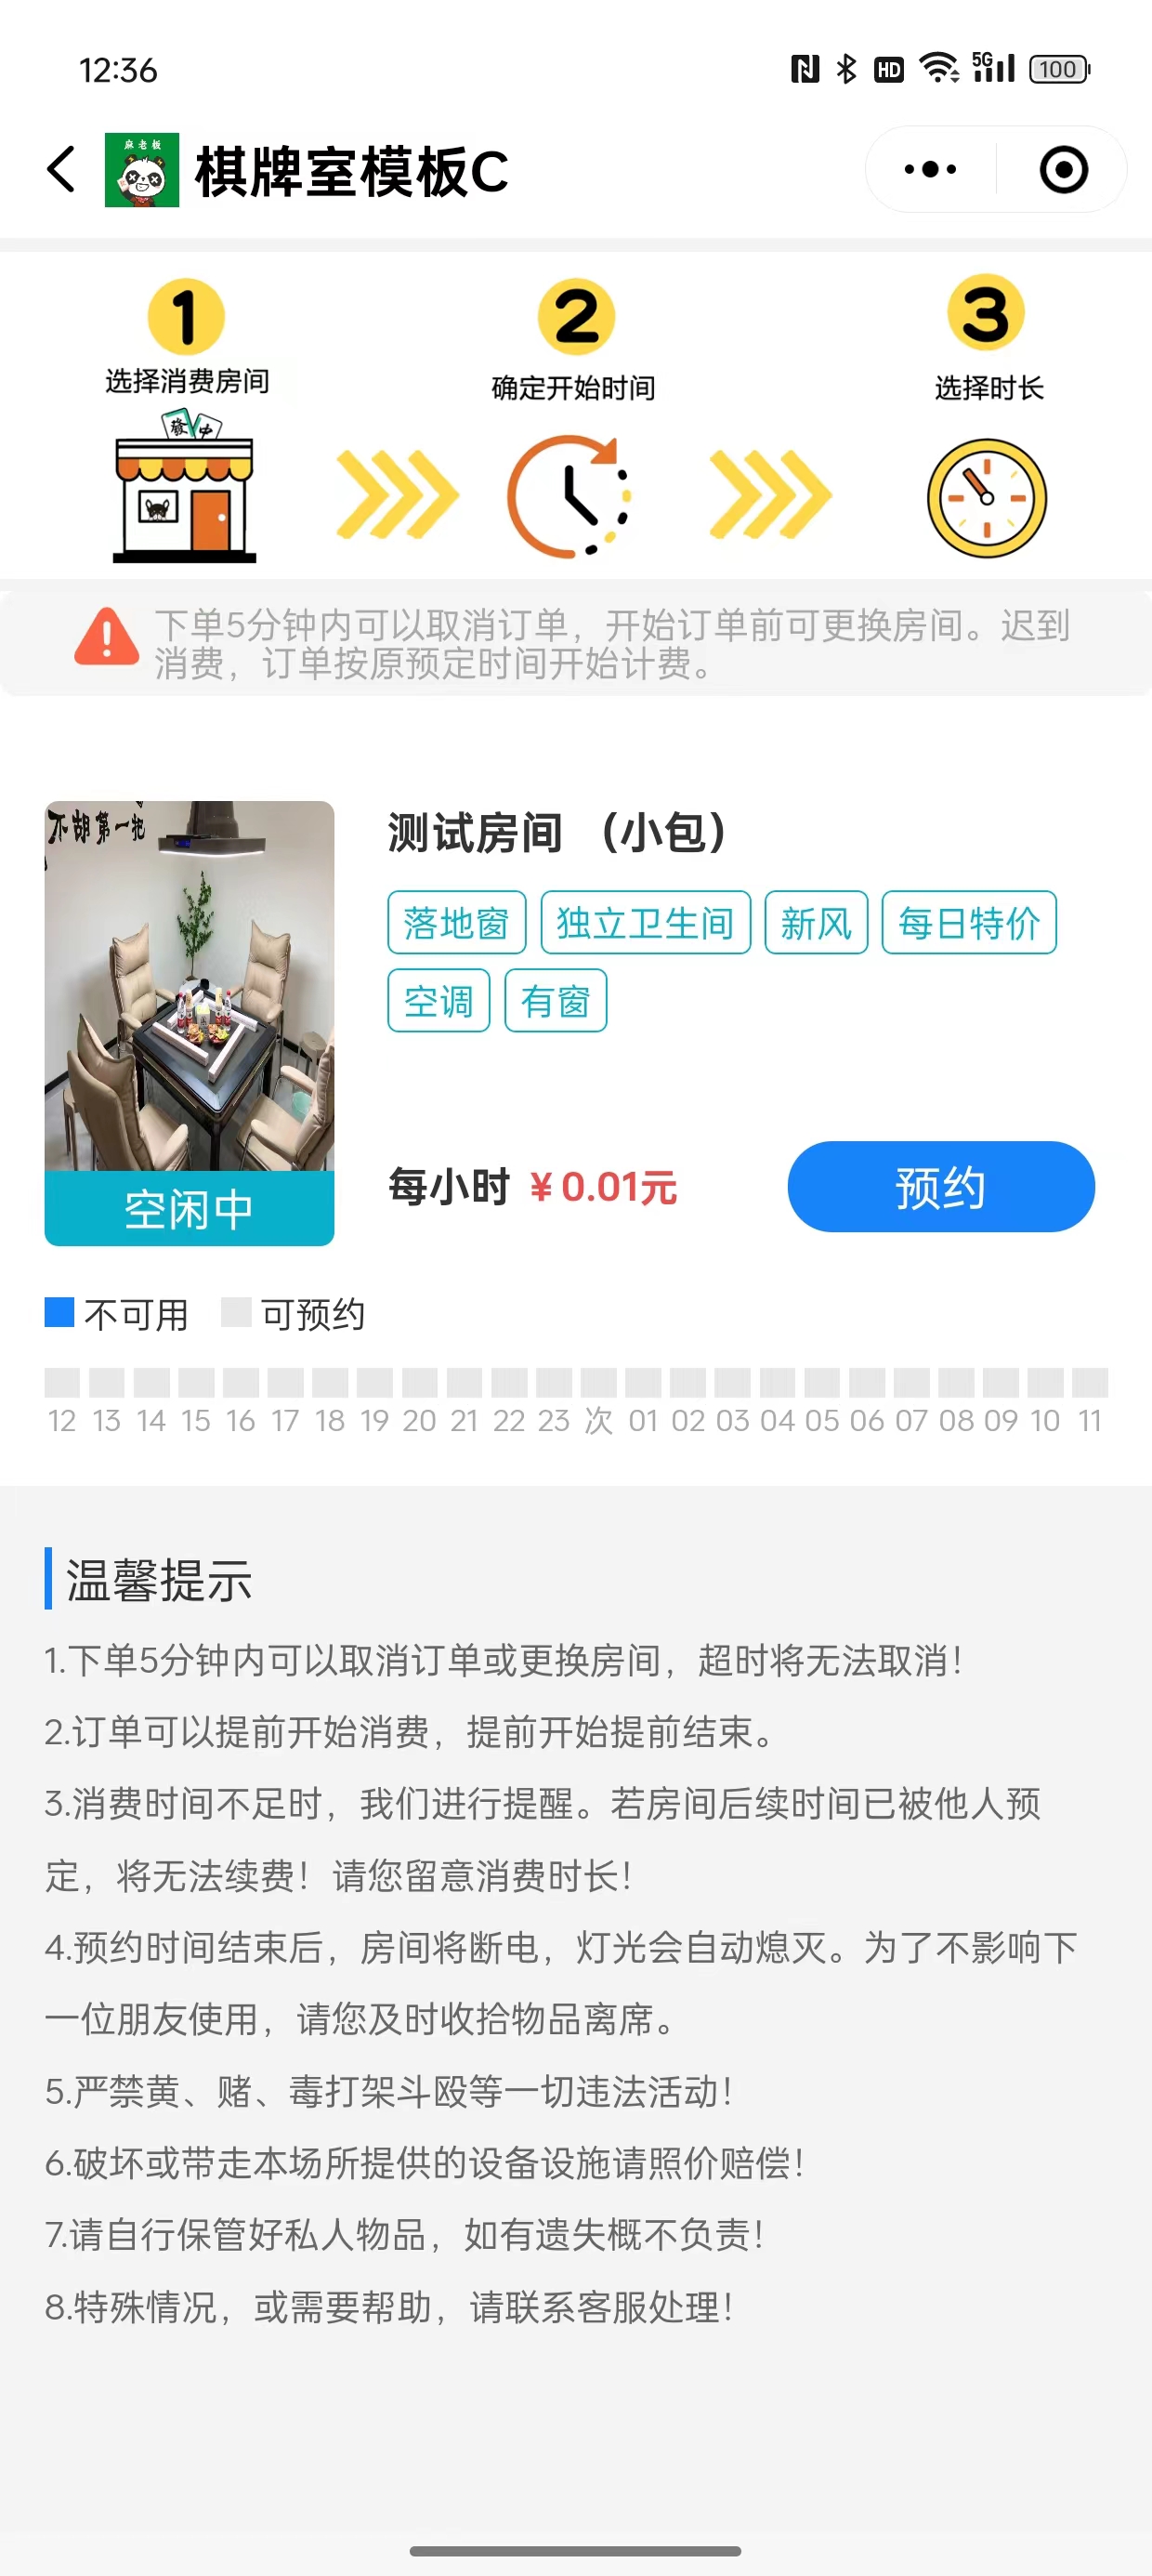 12:36
HD 5G 100
麻老板
棋牌室模板C
1 2 3
选择消费房间 确定开始时间 选择时长
發 中
下单5分钟内可以取消订单，开始订单前可更换房间。迟到
消费，订单按原预定时间开始计费。
不胡第一把
测试房间 （小包）
落地窗 独立卫生间 新风 每日特价
空调 有窗
每小时 ￥0.01元 预约
空闲中
不可用 可预约
12 13 14 15 16 17 18 19 20 21 22 23 次 01 02 03 04 05 06 07 08 09 10 11
温馨提示
1.下单5分钟内可以取消订单或更换房间，超时将无法取消！
2.订单可以提前开始消费，提前开始提前结束。
3.消费时间不足时，我们进行提醒。若房间后续时间已被他人预
定，将无法续费！请您留意消费时长！
4.预约时间结束后，房间将断电，灯光会自动熄灭。为了不影响下
一位朋友使用，请您及时收拾物品离席。
5.严禁黄、赌、毒打架斗殴等一切违法活动！
6.破坏或带走本场所提供的设备设施请照价赔偿！
7.请自行保管好私人物品，如有遗失概不负责！
8.特殊情况，或需要帮助，请联系客服处理！